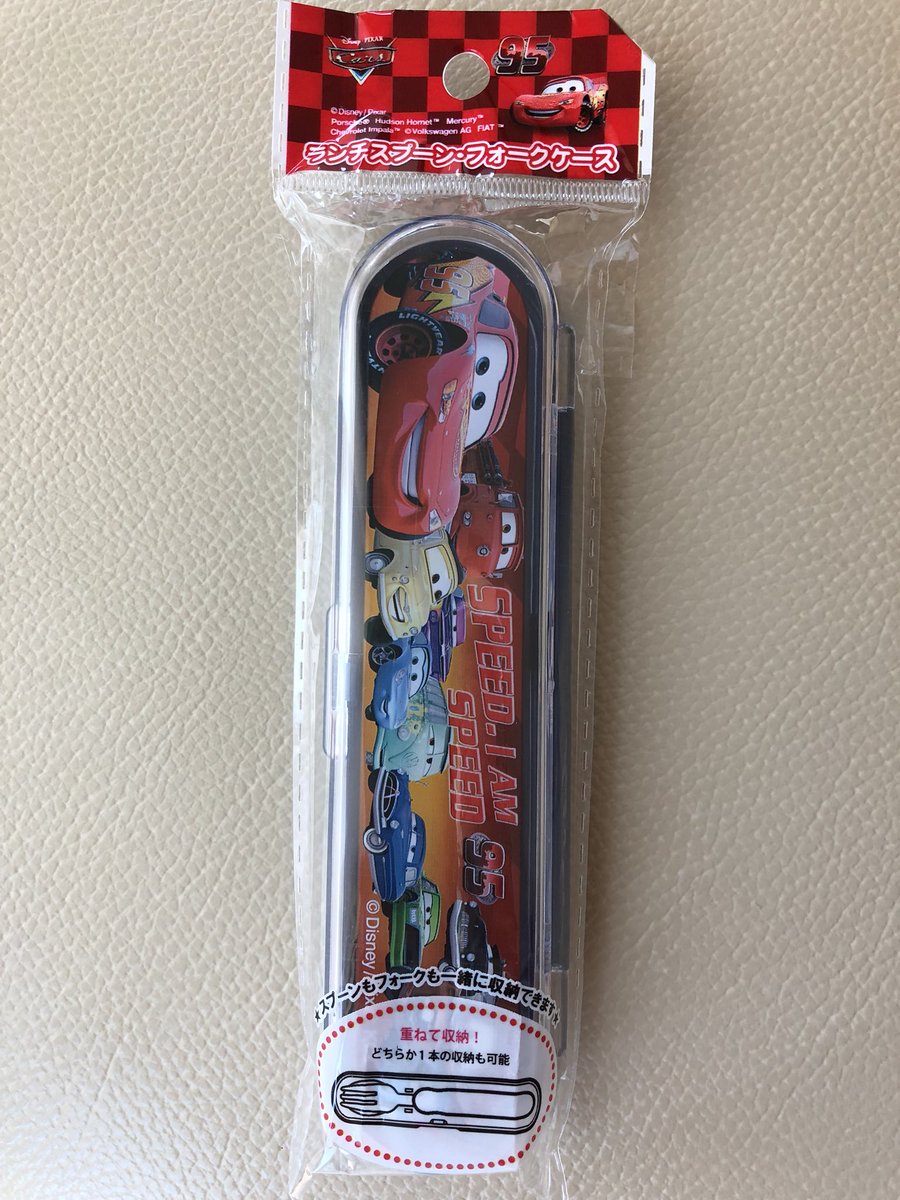 Disney PIXAR
Cars
95
© Disney / Pixar
Porsche® Hudson Hornet™ Mercury™
Chevrolet Impala™ ©Volkswagen AG FIAT™
ランチスプーン・フォークケース
95
LIGHTYEAR
SPEED. I AM
SPEED
95
©Disney/
★スプーンもフォークも一緒に収納できます★
重ねて収納！
どちらか1本の収納も可能